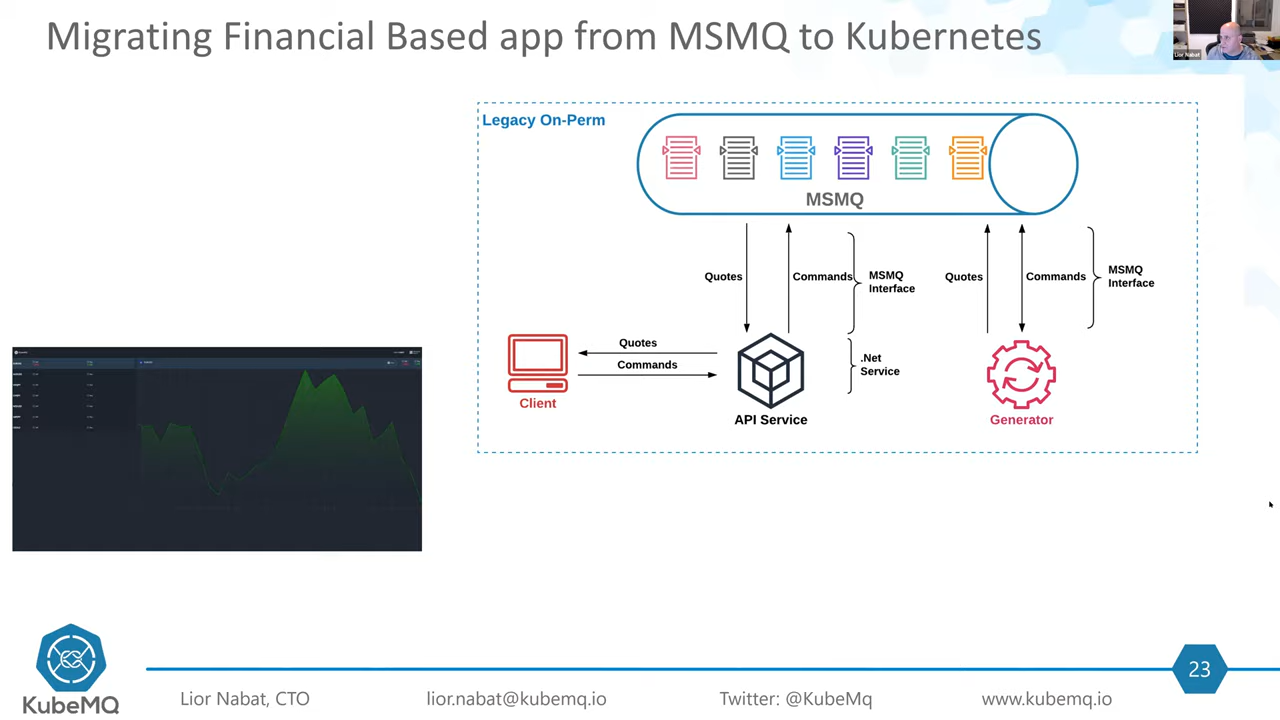 Migrating Financial Based app from MSMQ to Kubernetes
Lior Nabat
Legacy On-Perm
MSMQ
Quotes
Commands
MSMQ
Interface
Quotes
Commands
MSMQ
Interface
Quotes
Commands
.Net
Service
Client
API Service
Generator
KubeMQ
Lior Nabat, CTO
lior.nabat@kubemq.io
Twitter: @KubeMq
www.kubemq.io
23